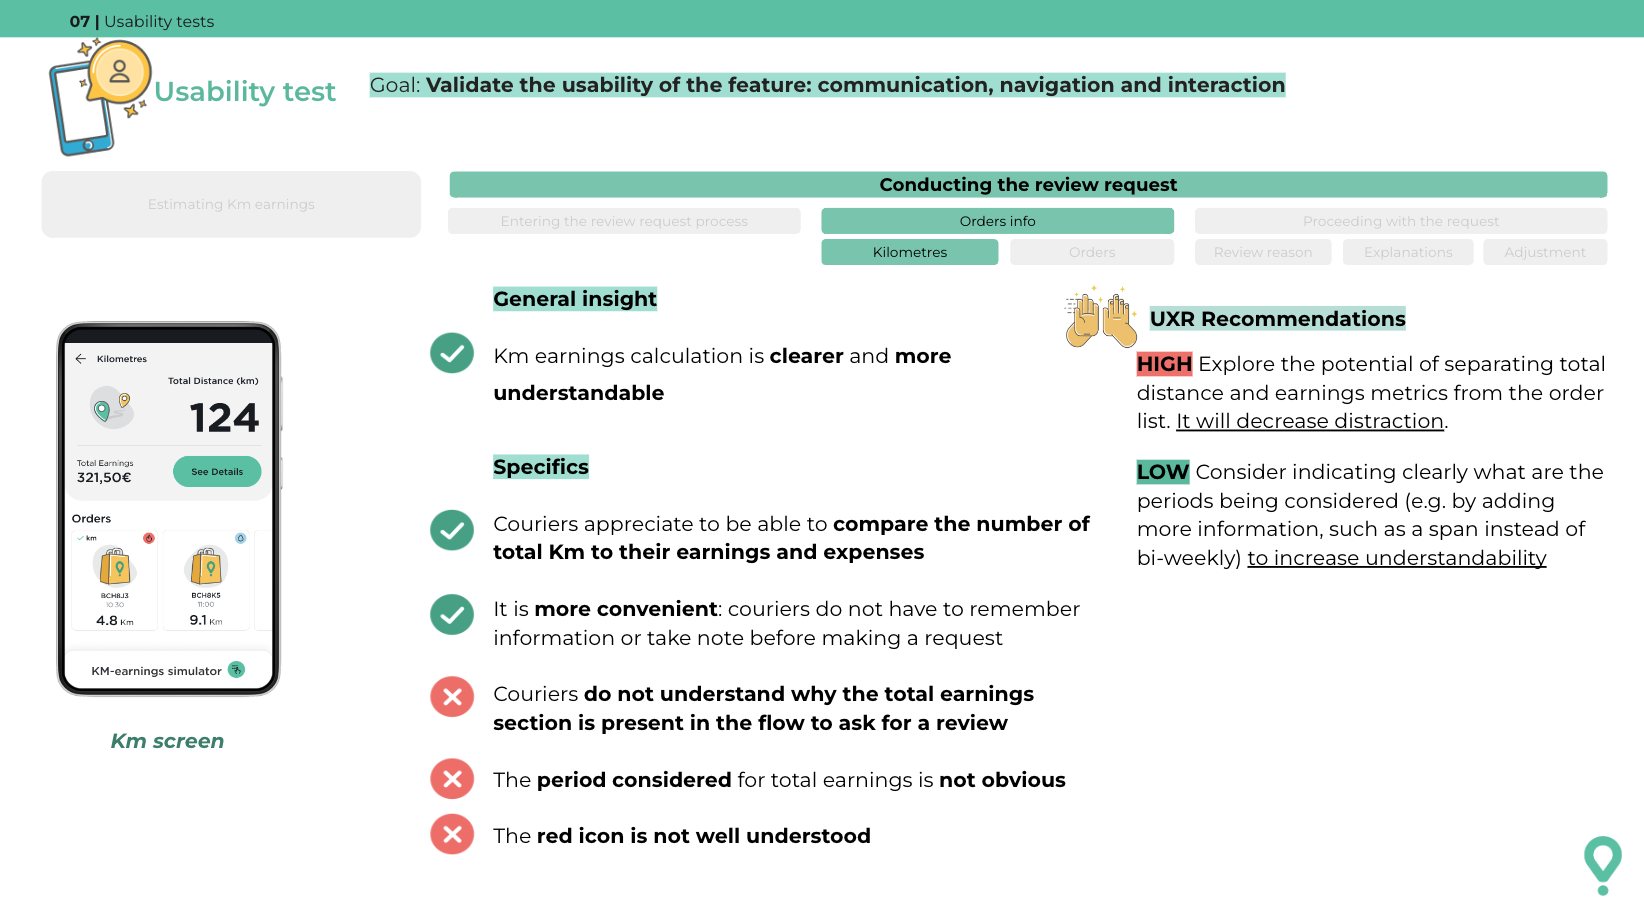 07 | Usability tests
Usability test
Goal: Validate the usability of the feature: communication, navigation and interaction
Estimating Km earnings
Conducting the review request
Entering the review request process
Orders info
Proceeding with the request
Kilometres
Orders
Review reason
Explanations
Adjustment
Kilometres
Total Distance (km)
124
Total Earnings
321,50€
See Details
Orders
km
BCH8J3
10:30
4.8 Km
BCH8K5
11:00
9.1 Km
KM-earnings simulator
Km screen
General insight
Km earnings calculation is clearer and more
understandable
Specifics
Couriers appreciate to be able to compare the number of
total Km to their earnings and expenses
It is more convenient: couriers do not have to remember
information or take note before making a request
Couriers do not understand why the total earnings
section is present in the flow to ask for a review
The period considered for total earnings is not obvious
The red icon is not well understood
UXR Recommendations
HIGH Explore the potential of separating total
distance and earnings metrics from the order
list. It will decrease distraction.
LOW Consider indicating clearly what are the
periods being considered (e.g. by adding
more information, such as a span instead of
bi-weekly) to increase understandability